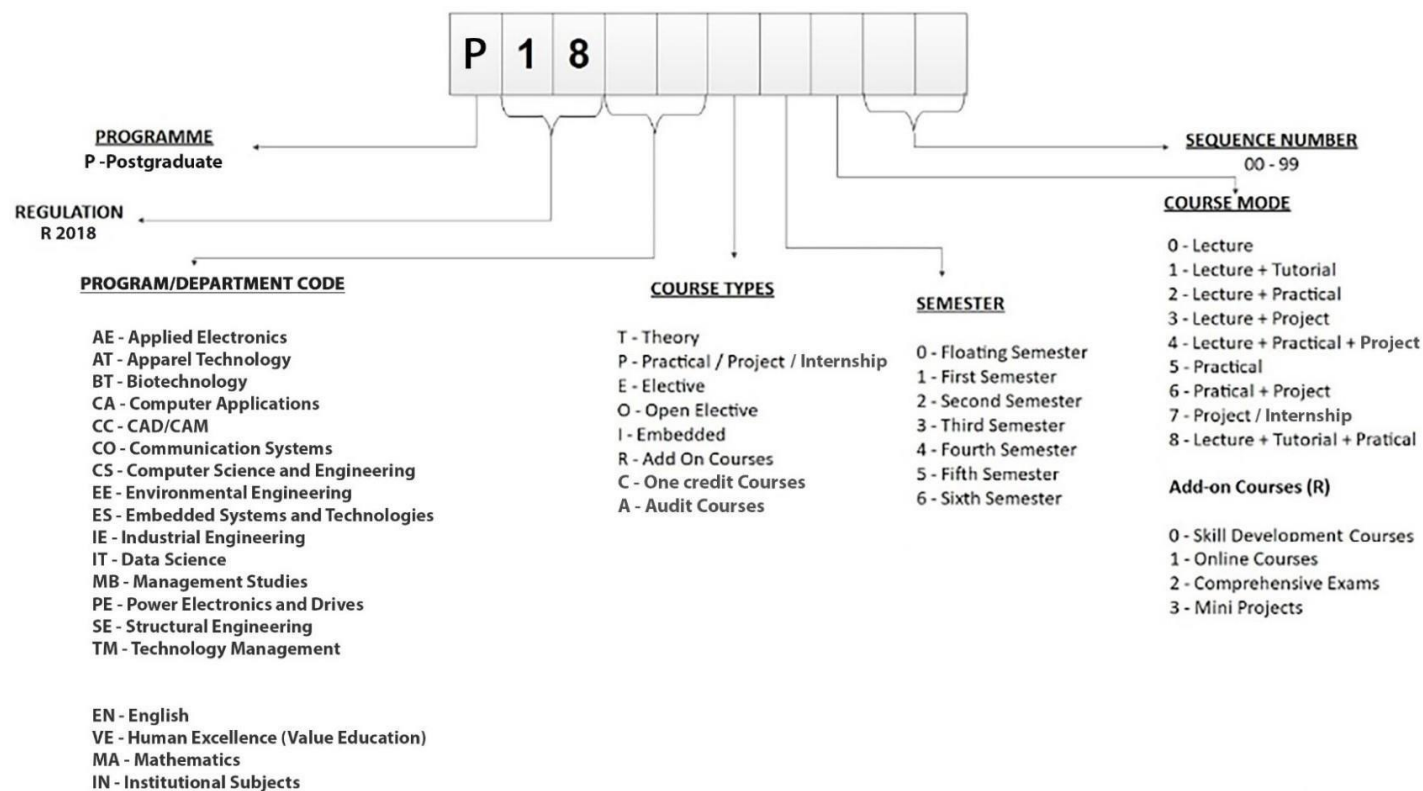 P 1 8
PROGRAMME
P -Postgraduate
REGULATION
R 2018
PROGRAM/DEPARTMENT CODE
AE - Applied Electronics
AT - Apparel Technology
BT - Biotechnology
CA - Computer Applications
CC - CAD/CAM
CO - Communication Systems
CS - Computer Science and Engineering
EE - Environmental Engineering
ES - Embedded Systems and Technologies
IE - Industrial Engineering
IT - Data Science
MB - Management Studies
PE - Power Electronics and Drives
SE - Structural Engineering
TM - Technology Management
EN - English
VE - Human Excellence (Value Education)
MA - Mathematics
IN - Institutional Subjects
COURSE TYPES
T - Theory
P - Practical / Project / Internship
E - Elective
O - Open Elective
I - Embedded
R - Add On Courses
C - One credit Courses
A - Audit Courses
SEMESTER
0 - Floating Semester
1 - First Semester
2 - Second Semester
3 - Third Semester
4 - Fourth Semester
5 - Fifth Semester
6 - Sixth Semester
SEQUENCE NUMBER
00 - 99
COURSE MODE
0 - Lecture
1 - Lecture + Tutorial
2 - Lecture + Practical
3 - Lecture + Project
4 - Lecture + Practical + Project
5 - Practical
6 - Pratical + Project
7 - Project / Internship
8 - Lecture + Tutorial + Pratical
Add-on Courses (R)
0 - Skill Development Courses
1 - Online Courses
2 - Comprehensive Exams
3 - Mini Projects